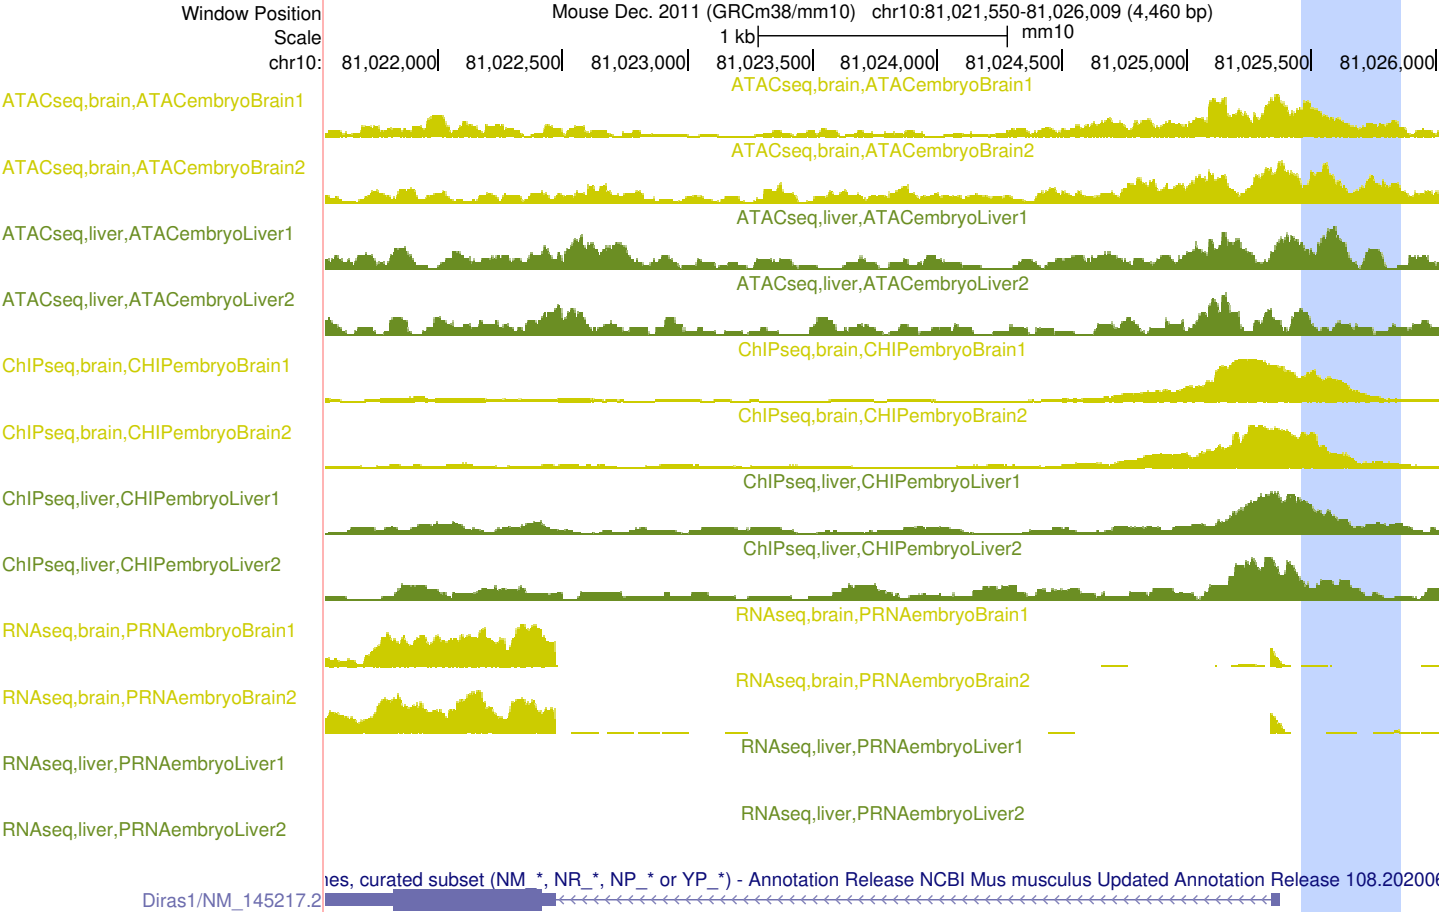 Window Position Mouse Dec. 2011 (GRCm38/mm10) chr10:81,021,550-81,026,009 (4,460 bp)
Scale 1 kb mm10
chr10: 81,022,000 81,022,500 81,023,000 81,023,500 81,024,000 81,024,500 81,025,000 81,025,500 81,026,000
ATACseq,brain,ATACembryoBrain1
ATACseq,brain,ATACembryoBrain1
ATACseq,brain,ATACembryoBrain2
ATACseq,brain,ATACembryoBrain2
ATACseq,liver,ATACembryoLiver1
ATACseq,liver,ATACembryoLiver1
ATACseq,liver,ATACembryoLiver2
ATACseq,liver,ATACembryoLiver2
ChIPseq,brain,CHIPembryoBrain1
ChIPseq,brain,CHIPembryoBrain1
ChIPseq,brain,CHIPembryoBrain2
ChIPseq,brain,CHIPembryoBrain2
ChIPseq,liver,CHIPembryoLiver1
ChIPseq,liver,CHIPembryoLiver1
ChIPseq,liver,CHIPembryoLiver2
ChIPseq,liver,CHIPembryoLiver2
RNAseq,brain,PRNAembryoBrain1
RNAseq,brain,PRNAembryoBrain1
RNAseq,brain,PRNAembryoBrain2
RNAseq,brain,PRNAembryoBrain2
RNAseq,liver,PRNAembryoLiver1
RNAseq,liver,PRNAembryoLiver1
RNAseq,liver,PRNAembryoLiver2
RNAseq,liver,PRNAembryoLiver2
nes, curated subset (NM_*, NR_*, NP_* or YP_*) - Annotation Release NCBI Mus musculus Updated Annotation Release 108.202006
Diras1/NM_145217.2